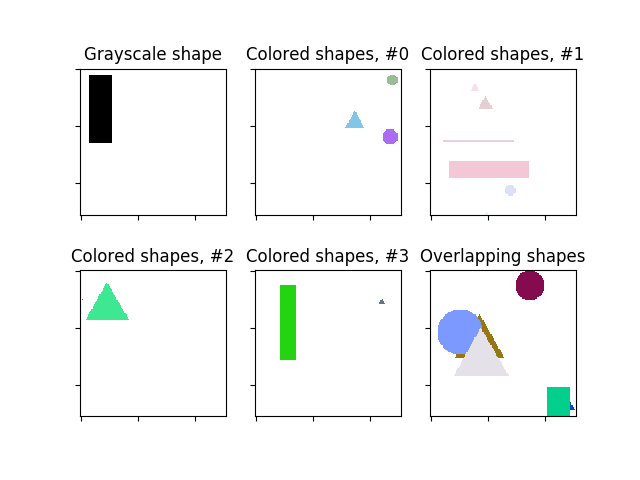 Grayscale shape
Colored shapes, #0
Colored shapes, #1
Colored shapes, #2
Colored shapes, #3
Overlapping shapes